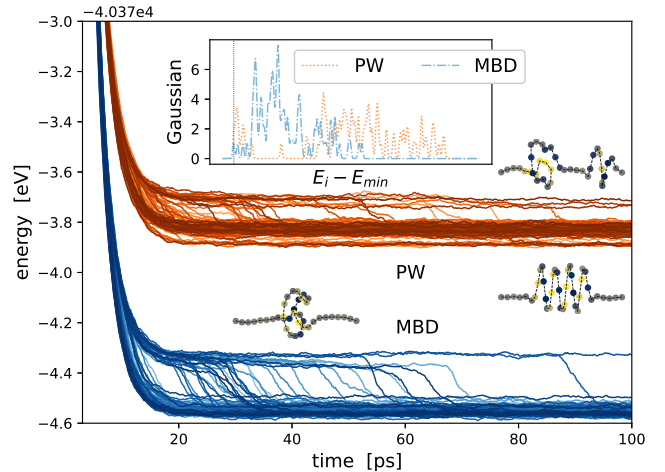 −4.037e4
−3.0
−3.2
−3.4
−3.6
−3.8
−4.0
−4.2
−4.4
−4.6
energy [eV]
6
4
2
0
Gaussian
PW
MBD
E_i − E_min
PW
MBD
20
40
60
80
100
time [ps]